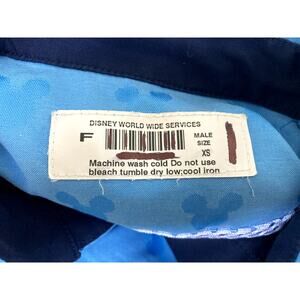 DISNEY WORLD WIDE SERVICES
F MALE
SIZE
XS
Machine wash cold Do not use
bleach tumble dry low;cool iron